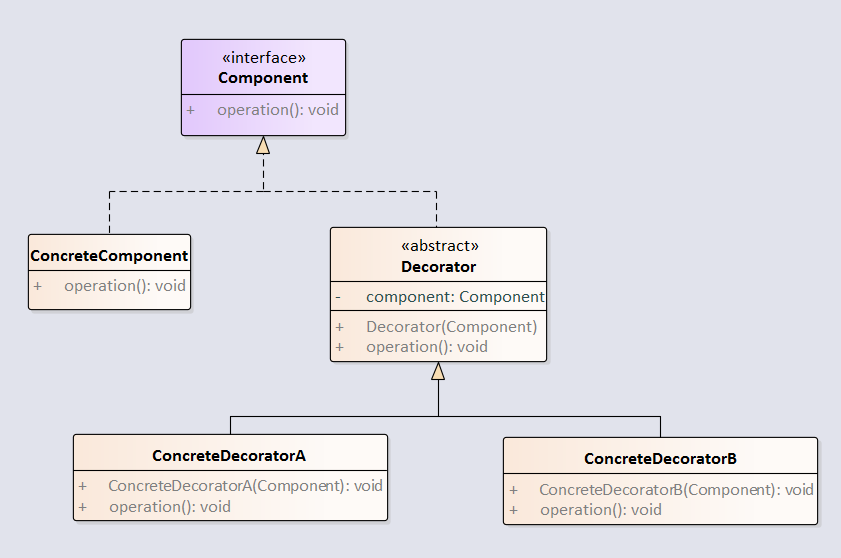 «interface»
Component
+ operation(): void
ConcreteComponent
+ operation(): void
«abstract»
Decorator
- component: Component
+ Decorator(Component)
+ operation(): void
ConcreteDecoratorA
+ ConcreteDecoratorA(Component): void
+ operation(): void
ConcreteDecoratorB
+ ConcreteDecoratorB(Component): void
+ operation(): void